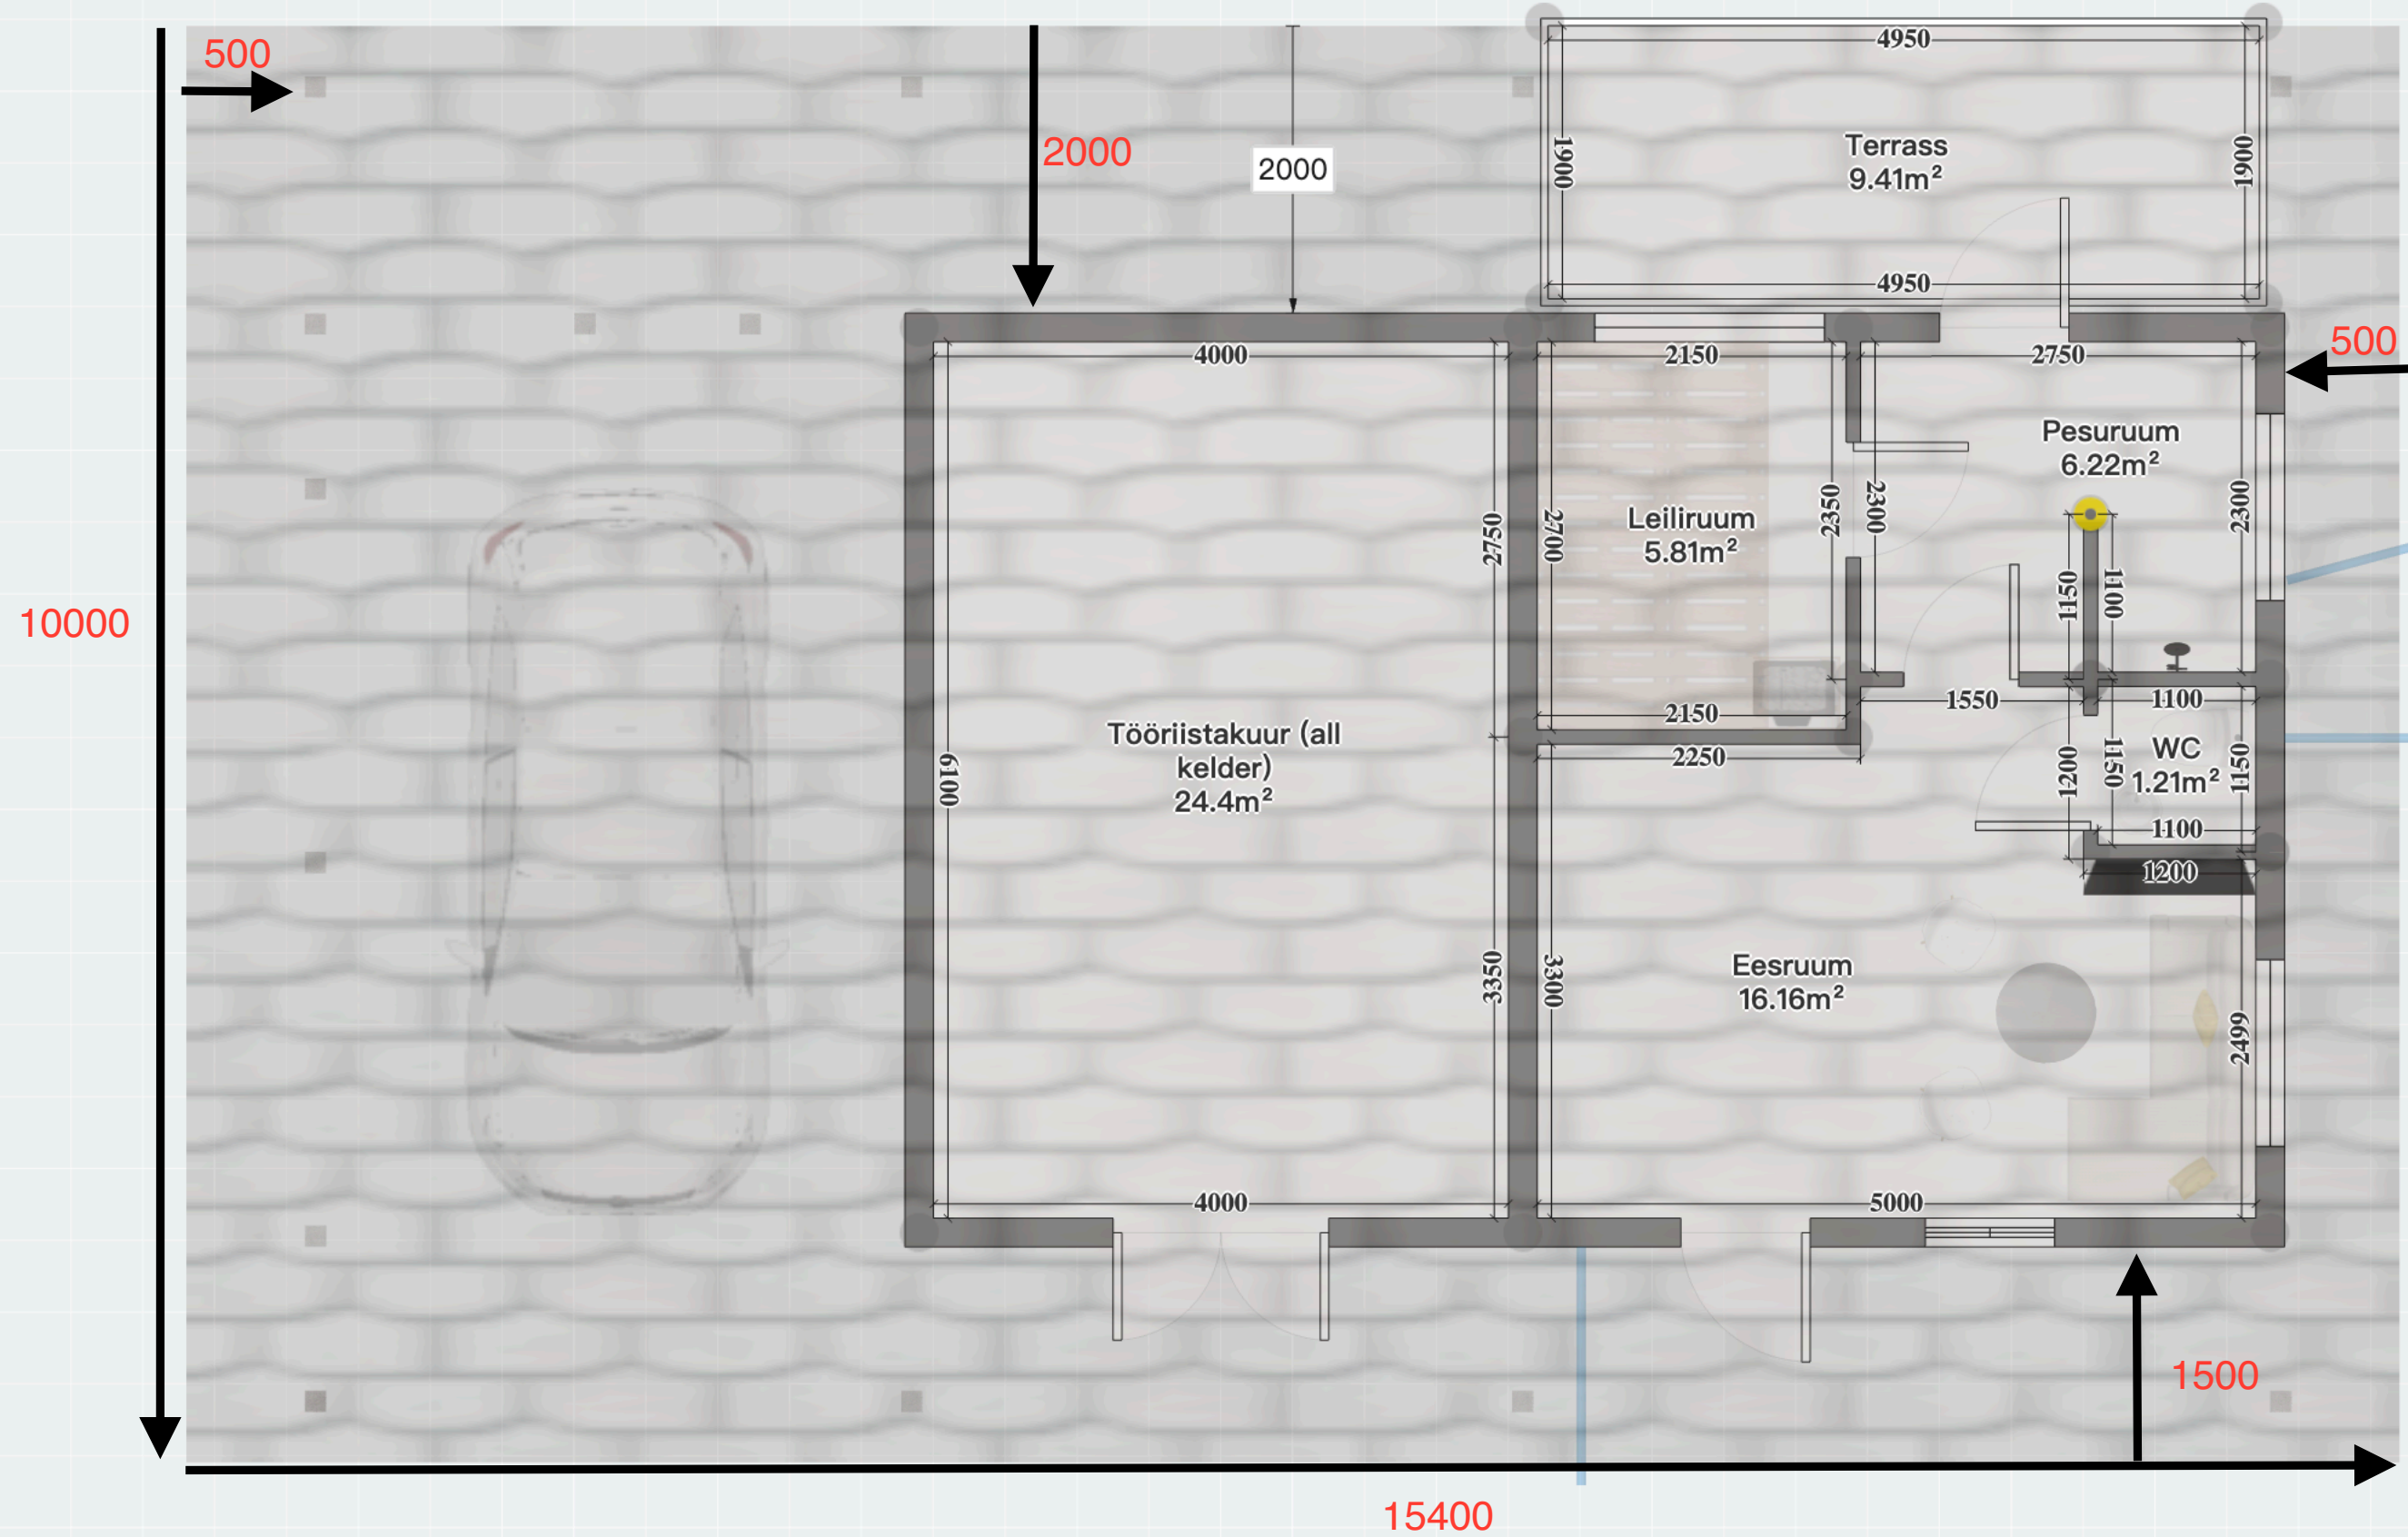 500
4950
2000
Terrass
9.41m²
1900
1900
2000
4950
500
4000
2150
2750
Pesuruum
6.22m²
2750
2700
Leiliruum
5.81m²
2350
2300
2300
1150
1100
10000
1550
1100
2150
2250
Tööriistakuur (all
kelder)
24.4m²
6100
1200
1150
WC
1.21m²
1150
1100
1200
Eesruum
16.16m²
3350
3300
2499
4000
5000
1500
15400